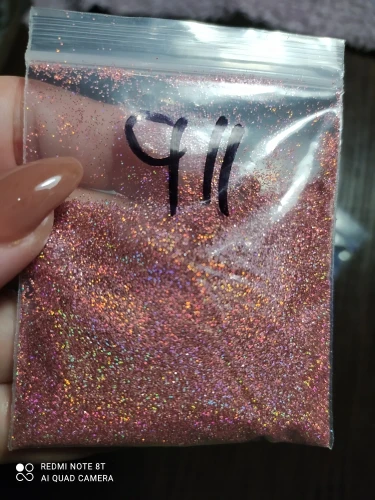 911
REDMI NOTE 8T
AI QUAD CAMERA